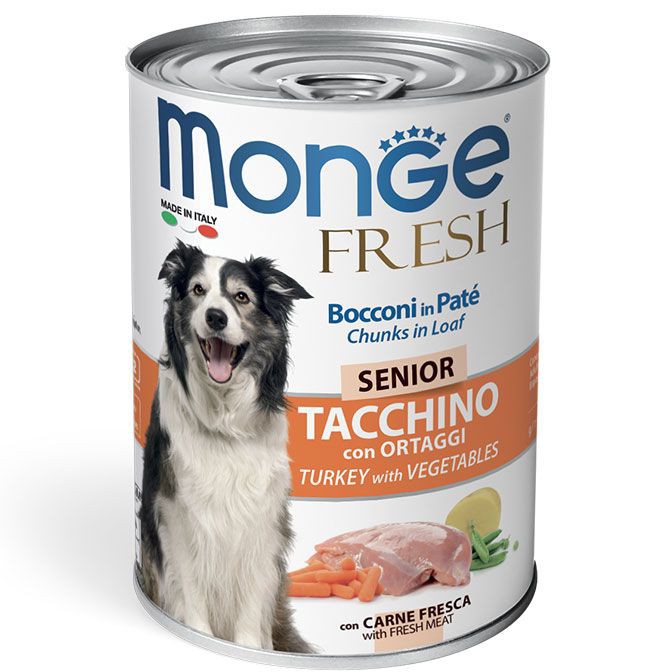 monGe®
MADE IN ITALY
FRESH
Bocconi in Paté
Chunks in Loaf
SENIOR
TACCHINO
con ORTAGGI
TURKEY with VEGETABLES
con CARNE FRESCA
with FRESH MEAT